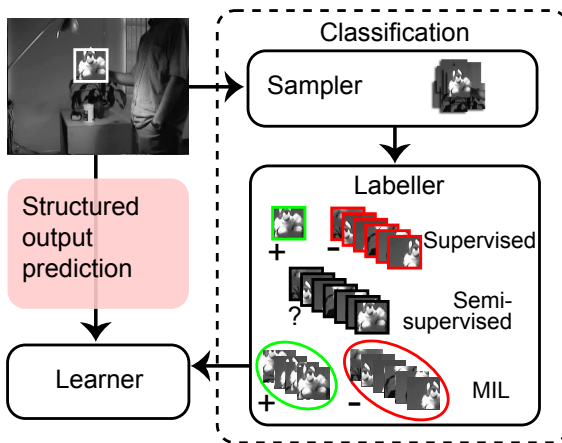 Classification
Sampler
Labeller
+
-
Supervised
?
Semi-
supervised
+
-
MIL
Structured
output
prediction
Learner